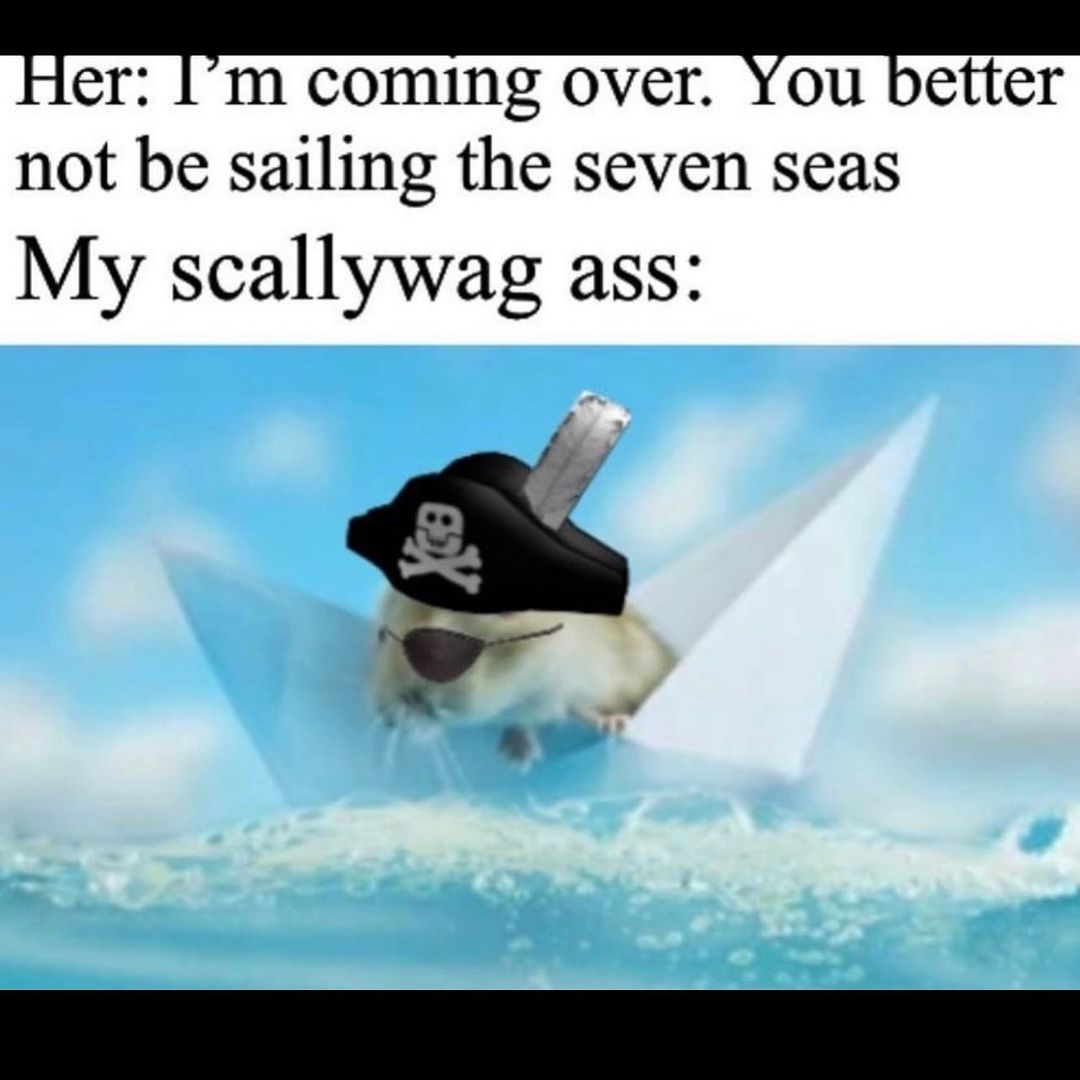 Her: I’m coming over. You better
not be sailing the seven seas
My scallywag ass: